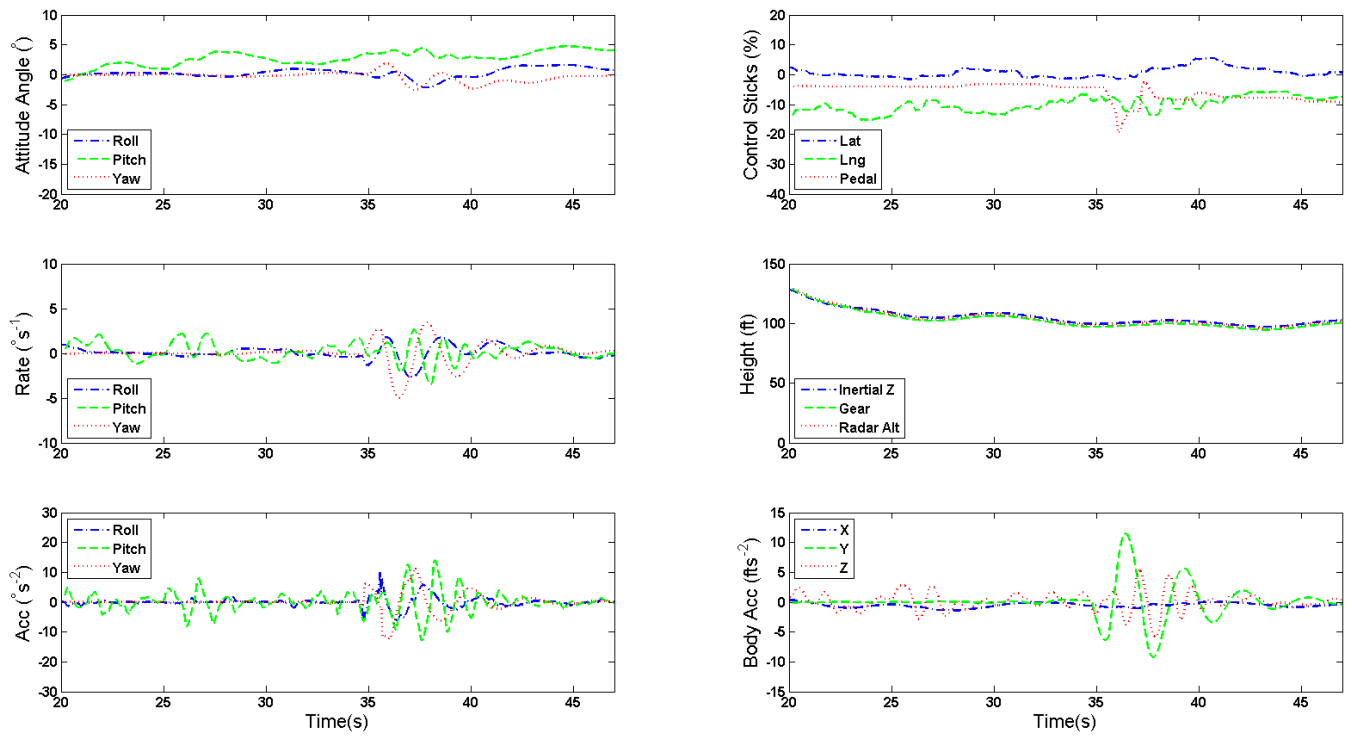 10
5
0
-5
-10
-15
-20
Attitude Angle (°)
Roll
Pitch
Yaw
20 25 30 35 40 45
40
20
10
0
-10
-20
-30
-40
Control Sticks (%)
Lat
Lng
Pedal
20 25 30 35 40 45
10
5
0
-5
-10
Rate (°s-1)
Roll
Pitch
Yaw
20 25 30 35 40 45
150
100
50
0
Height (ft)
Inertial Z
Gear
Radar Alt
20 25 30 35 40 45
30
20
10
0
-10
-20
-30
Acc (°s-2)
Roll
Pitch
Yaw
20 25 30 35 40 45
Time(s)
15
10
5
0
-5
-10
-15
Body Acc (fts-2)
X
Y
Z
20 25 30 35 40 45
Time(s)